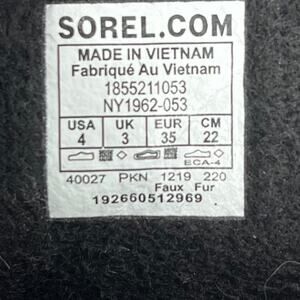 SOREL.COM
MADE IN VIETNAM
Fabriqué Au Vietnam
1855211053
NY1962-053
USA UK EUR CM
4 3 35 22
ECA-4
40027 PKN 1219 220
Faux Fur
192660512969